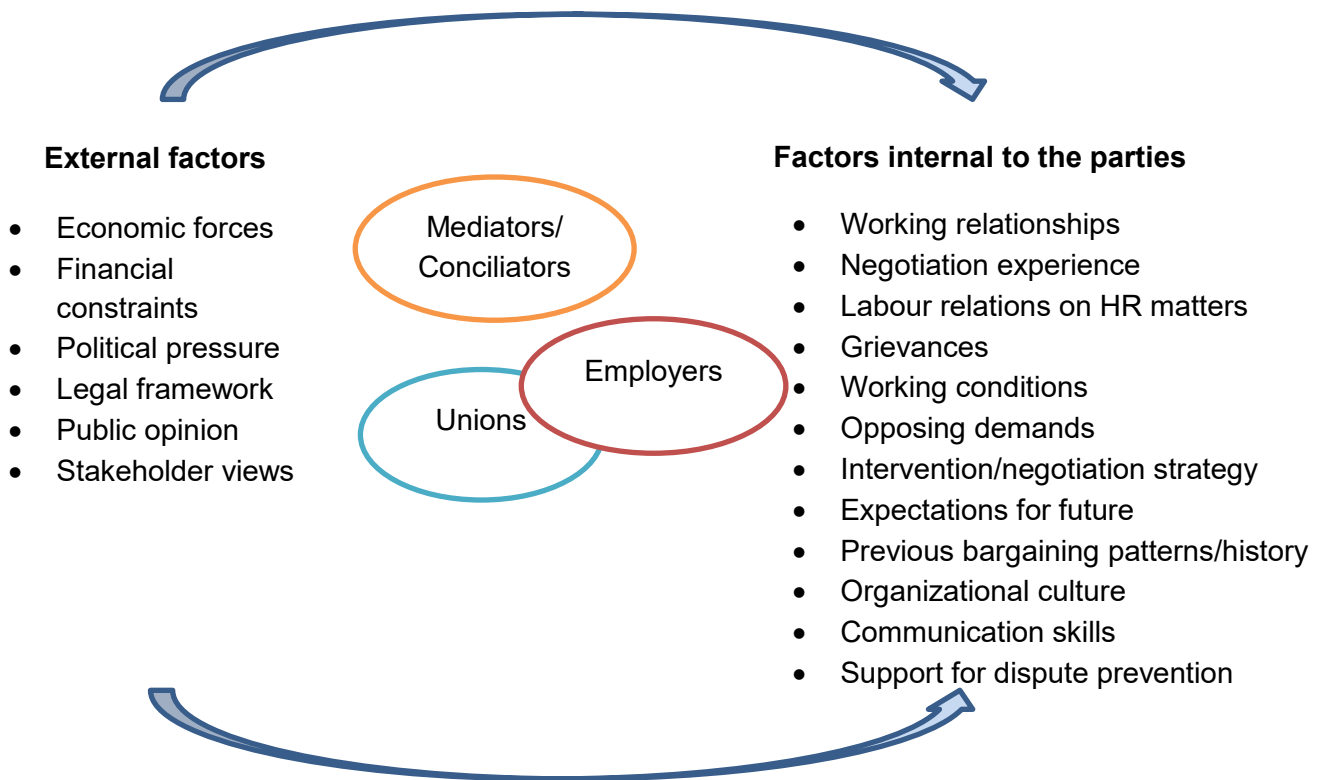 External factors
• Economic forces
• Financial
constraints
• Political pressure
• Legal framework
• Public opinion
• Stakeholder views
Mediators/
Conciliators
Employers
Unions
Factors internal to the parties
• Working relationships
• Negotiation experience
• Labour relations on HR matters
• Grievances
• Working conditions
• Opposing demands
• Intervention/negotiation strategy
• Expectations for future
• Previous bargaining patterns/history
• Organizational culture
• Communication skills
• Support for dispute prevention